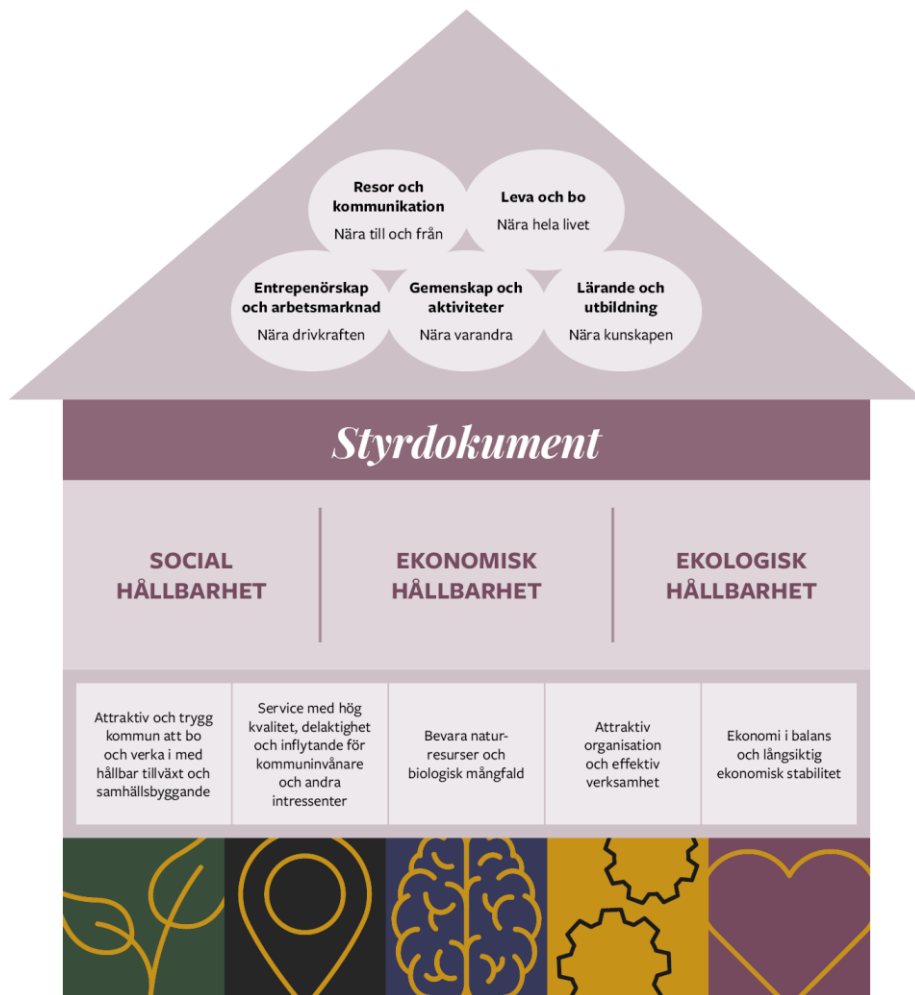 Resor och
kommunikation
Nära till och från
Leva och bo
Nära hela livet
Entrepenörskap
och arbetsmarknad
Nära drivkraften
Gemenskap och
aktiviteter
Nära varandra
Lärande och
utbildning
Nära kunskapen
Styrdokument
SOCIAL
HÅLLBARHET
EKONOMISK
HÅLLBARHET
EKOLOGISK
HÅLLBARHET
Attraktiv och trygg
kommun att bo
och verka i med
hållbar tillväxt och
samhällsbyggande
Service med hög
kvalitet, delaktighet
och inflytande för
kommuninvånare
och andra
intressenter
Bevara natur-
resurser och
biologisk mångfald
Attraktiv
organisation
och effektiv
verksamhet
Ekonomi i balans
och långsiktig
ekonomisk stabilitet